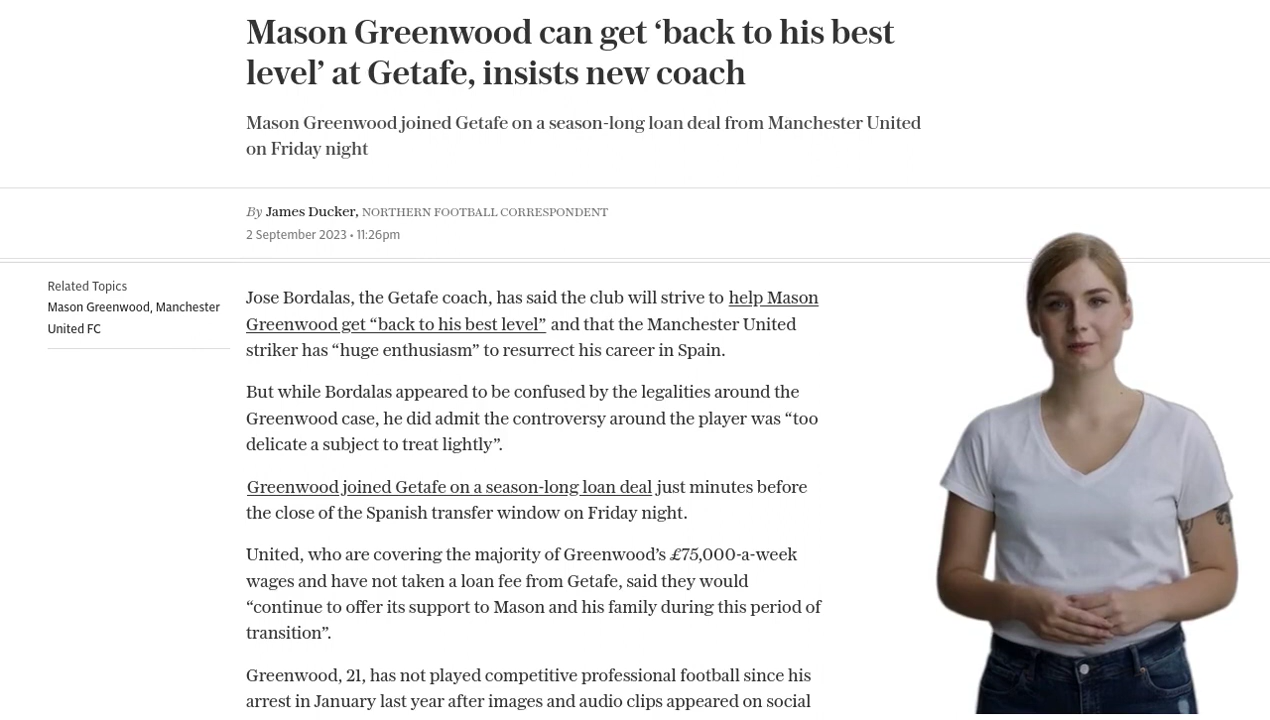 Mason Greenwood can get ‘back to his best
level’ at Getafe, insists new coach
Mason Greenwood joined Getafe on a season-long loan deal from Manchester United
on Friday night
By James Ducker, NORTHERN FOOTBALL CORRESPONDENT
2 September 2023 • 11:26pm
Related Topics
Mason Greenwood, Manchester
United FC
Jose Bordalas, the Getafe coach, has said the club will strive to help Mason
Greenwood get “back to his best level” and that the Manchester United
striker has “huge enthusiasm” to resurrect his career in Spain.
But while Bordalas appeared to be confused by the legalities around the
Greenwood case, he did admit the controversy around the player was “too
delicate a subject to treat lightly”.
Greenwood joined Getafe on a season-long loan deal just minutes before
the close of the Spanish transfer window on Friday night.
United, who are covering the majority of Greenwood’s £75,000-a-week
wages and have not taken a loan fee from Getafe, said they would
“continue to offer its support to Mason and his family during this period of
transition”.
Greenwood, 21, has not played competitive professional football since his
arrest in January last year after images and audio clips appeared on social